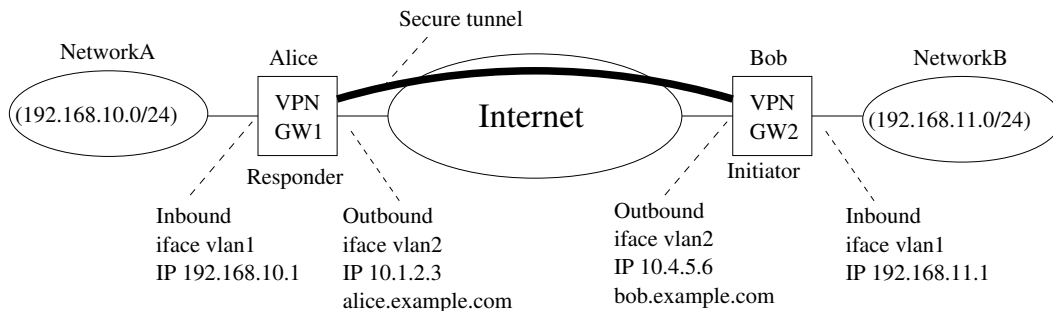 Secure tunnel
NetworkA
Alice
Bob
NetworkB
(192.168.10.0/24)
VPN
GW1
Internet
VPN
GW2
(192.168.11.0/24)
Responder
Initiator
Inbound
iface vlan1
IP 192.168.10.1
Outbound
iface vlan2
IP 10.1.2.3
alice.example.com
Outbound
iface vlan2
IP 10.4.5.6
bob.example.com
Inbound
iface vlan1
IP 192.168.11.1